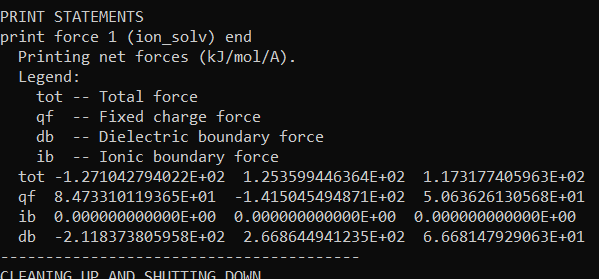 PRINT STATEMENTS
print force 1 (ion_solv) end
Printing net forces (kJ/mol/A).
Legend:
tot -- Total force
qf -- Fixed charge force
db -- Dielectric boundary force
ib -- Ionic boundary force
tot -1.271042794022E+02 1.253599446364E+02 1.173177405963E+02
qf 8.473310119365E+01 -1.415045494871E+02 5.063626130568E+01
ib 0.000000000000E+00 0.000000000000E+00 0.000000000000E+00
db -2.118373805958E+02 2.668644941235E+02 6.668147929063E+01
----------------------------------------
CLEANING UP AND SHUTTING DOWN